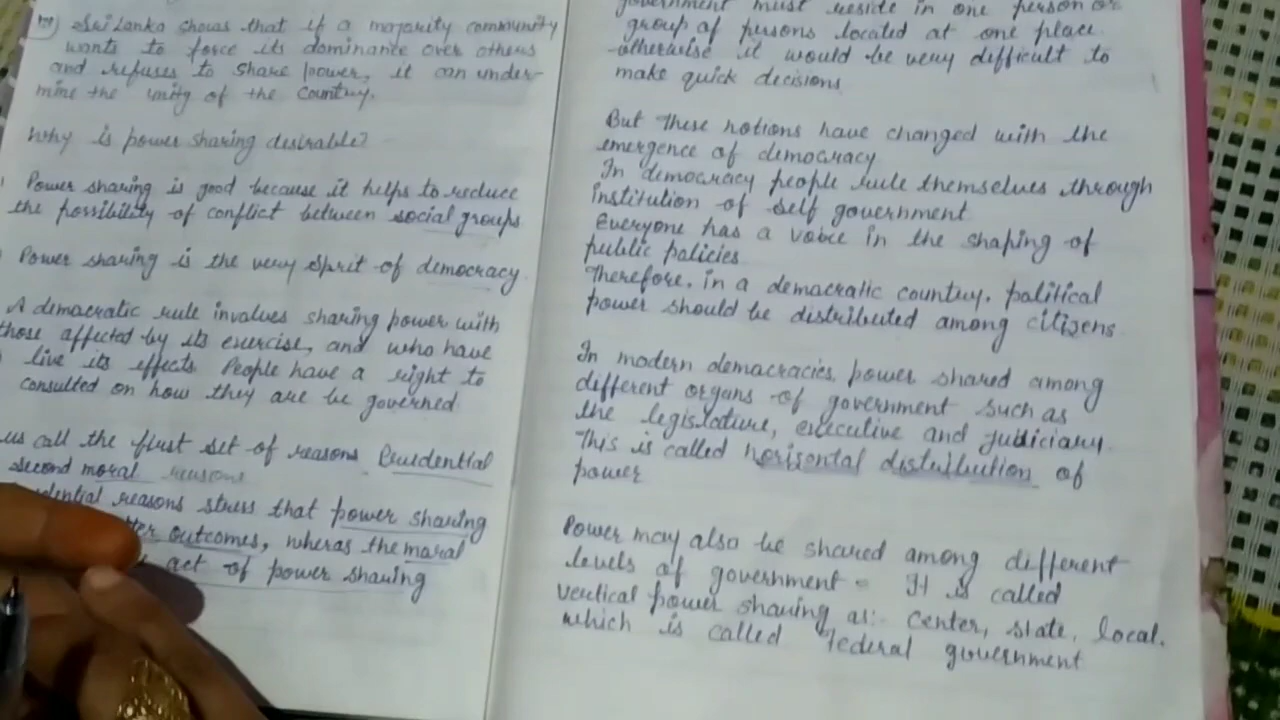 Sri Lanka shows that if a majority community
wants to force its dominance over others
and refuses to share power, it can under-
mine the unity of the country.
Why is power sharing desirable?
Power sharing is good because it helps to reduce
the possibility of conflict between social groups
Power sharing is the very sprit of democracy
A democratic rule involves sharing power with
those affected by its exercise, and who have
live its effects. People have a right to
consulted on how they are be governed.
us call the first set of reasons Prudential
second moral reasons
reasons stress that power sharing
outcomes, wheras the moral
act of power sharing
government must reside in one person or
group of persons located at one place.
otherwise it would be very difficult to
make quick decisions
But these notions have changed with the
emergence of democracy
In democracy people rule themselves through
institution of self government
Everyone has a voice in the shaping of
public policies
Therefore, in a democratic country, political
power should be distributed among citizens
In modern democracies, power shared among
different organs of government such as
the legislature, executive and judiciary.
This is called horizontal distribution of
power
Power may also be shared among different
levels of government = It is called
vertical power sharing as:- center, state, local.
which is called federal government